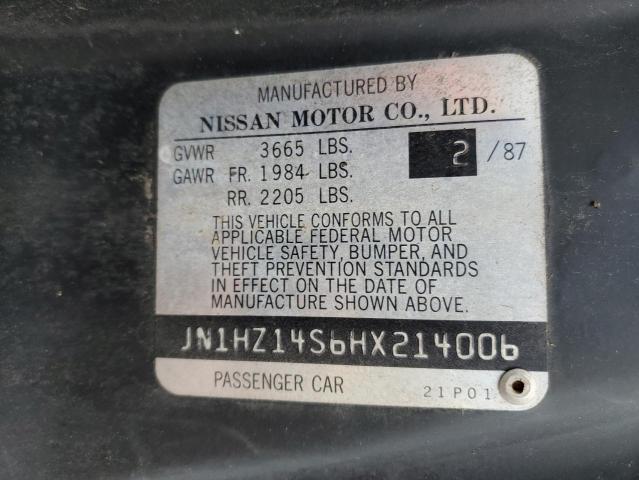 MANUFACTURED BY
NISSAN MOTOR CO., LTD.
GVWR 3665 LBS. 2 /87
GAWR FR. 1984 LBS.
RR. 2205 LBS.
THIS VEHICLE CONFORMS TO ALL
APPLICABLE FEDERAL MOTOR
VEHICLE SAFETY, BUMPER, AND
THEFT PREVENTION STANDARDS
IN EFFECT ON THE DATE OF
MANUFACTURE SHOWN ABOVE.
JN1HZ14S6HX214006
PASSENGER CAR 21P01